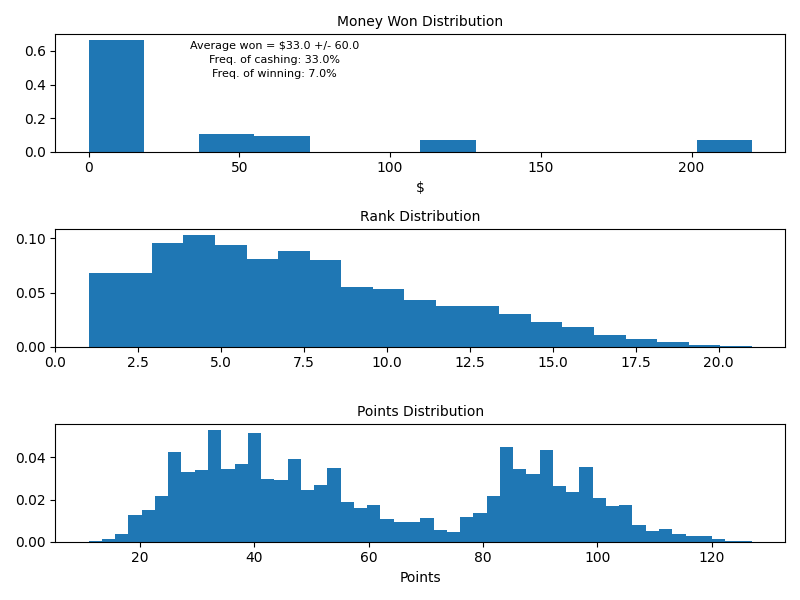 Money Won Distribution
Average won = $33.0 +/- 60.0
Freq. of cashing: 33.0%
Freq. of winning: 7.0%
0.6
0.4
0.2
0.0
0 50 100 150 200
$
Rank Distribution
0.10
0.05
0.00
0.0 2.5 5.0 7.5 10.0 12.5 15.0 17.5 20.0
Points Distribution
0.04
0.02
0.00
20 40 60 80 100 120
Points